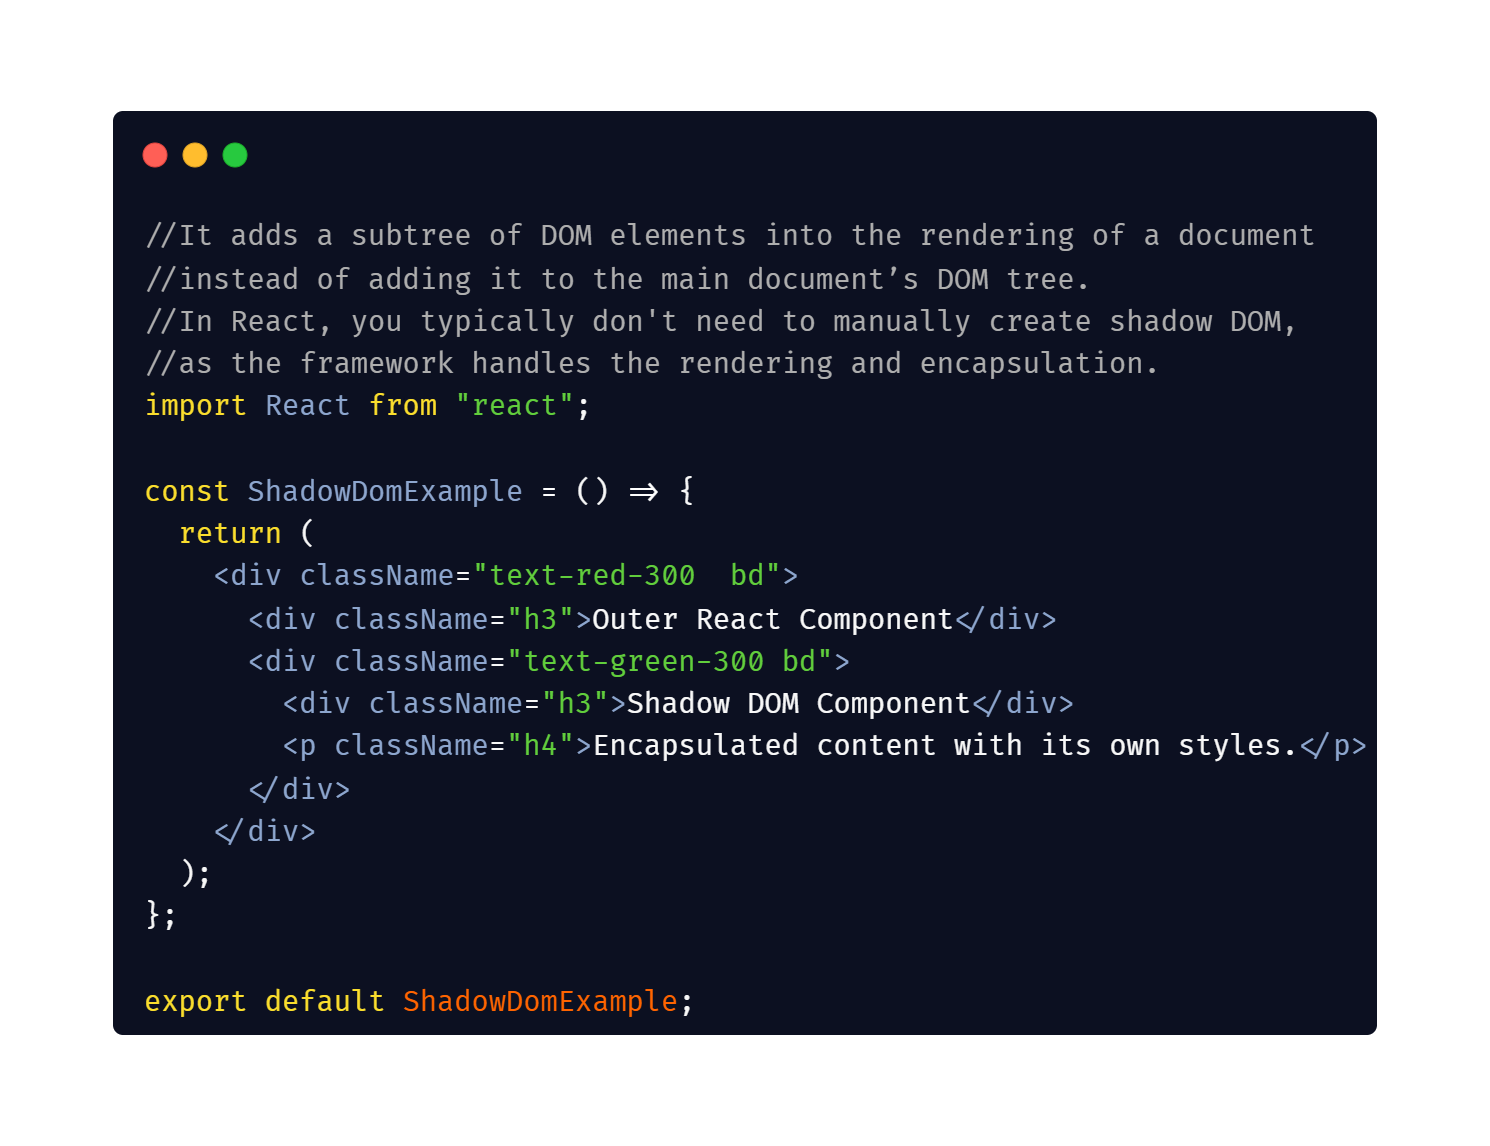 //It adds a subtree of DOM elements into the rendering of a document
//instead of adding it to the main document’s DOM tree.
//In React, you typically don't need to manually create shadow DOM,
//as the framework handles the rendering and encapsulation.
import React from "react";

const ShadowDomExample = () => {
  return (
    <div className="text-red-300  bd">
      <div className="h3">Outer React Component</div>
      <div className="text-green-300 bd">
        <div className="h3">Shadow DOM Component</div>
        <p className="h4">Encapsulated content with its own styles.</p>
      </div>
    </div>
  );
};

export default ShadowDomExample;